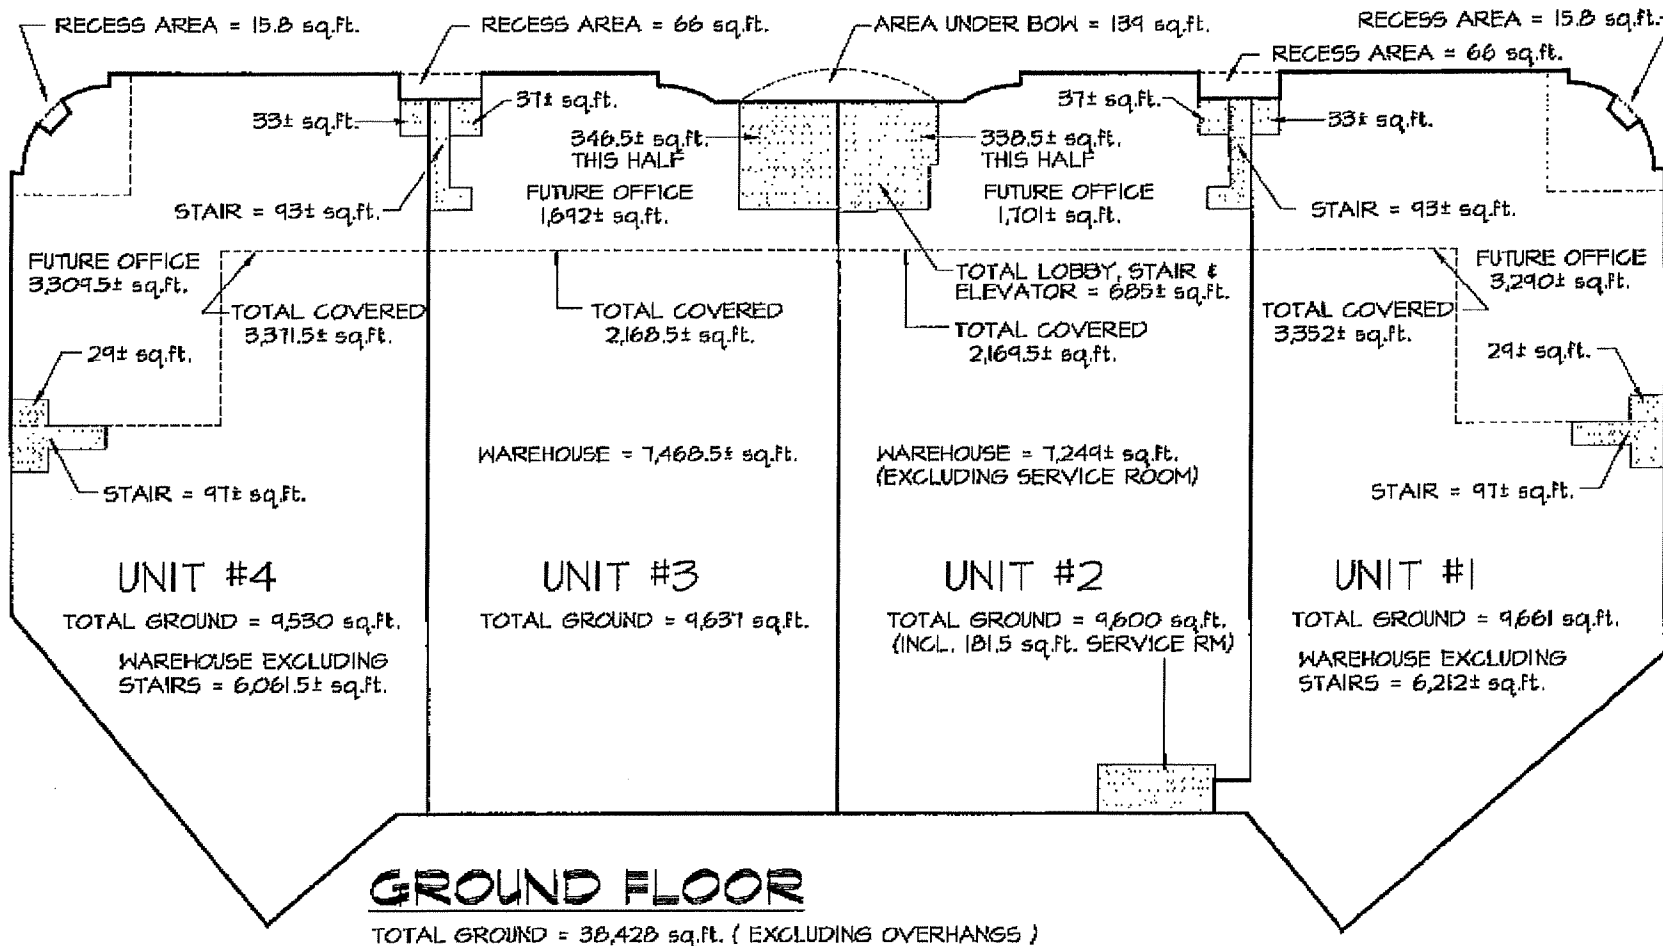 RECESS AREA = 15.8 sq.ft.
RECESS AREA = 66 sq.ft.
AREA UNDER BOW = 139 sq.ft.
RECESS AREA = 15.8 sq.ft.
RECESS AREA = 66 sq.ft.
33± sq.ft.
37± sq.ft.
346.5± sq.ft.
THIS HALF
338.5± sq.ft.
THIS HALF
37± sq.ft.
33± sq.ft.
STAIR = 93± sq.ft.
FUTURE OFFICE
1,692± sq.ft.
FUTURE OFFICE
1,701± sq.ft.
STAIR = 93± sq.ft.
FUTURE OFFICE
3,309.5± sq.ft.
TOTAL COVERED
3,371.5± sq.ft.
TOTAL COVERED
2,168.5± sq.ft.
TOTAL LOBBY, STAIR &
ELEVATOR = 685± sq.ft.
TOTAL COVERED
2,169.5± sq.ft.
TOTAL COVERED
3,352± sq.ft.
FUTURE OFFICE
3,290± sq.ft.
29± sq.ft.
29± sq.ft.
STAIR = 97± sq.ft.
WAREHOUSE = 7,468.5± sq.ft.
WAREHOUSE = 7,249± sq.ft.
(EXCLUDING SERVICE ROOM)
STAIR = 97± sq.ft.
UNIT #4
TOTAL GROUND = 9,530 sq.ft.
WAREHOUSE EXCLUDING
STAIRS = 6,061.5± sq.ft.
UNIT #3
TOTAL GROUND = 9,637 sq.ft.
UNIT #2
TOTAL GROUND = 9,600 sq.ft.
(INCL. 181.5 sq.ft. SERVICE RM)
UNIT #1
TOTAL GROUND = 9,661 sq.ft.
WAREHOUSE EXCLUDING
STAIRS = 6,212± sq.ft.
GROUND FLOOR
TOTAL GROUND = 38,428 sq.ft. ( EXCLUDING OVERHANGS )